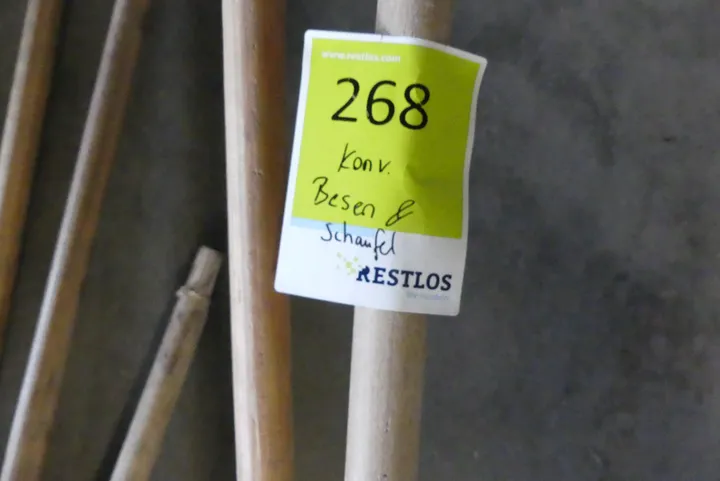 www.restlos.com
268
Konv.
Besen &
Schaufel
RESTLOS